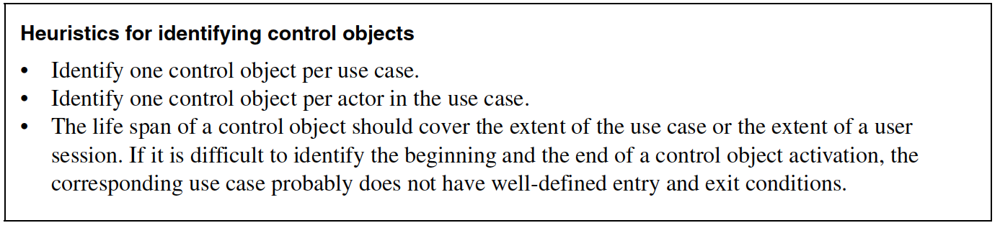 Heuristics for identifying control objects
• Identify one control object per use case.
• Identify one control object per actor in the use case.
• The life span of a control object should cover the extent of the use case or the extent of a user
session. If it is difficult to identify the beginning and the end of a control object activation, the
corresponding use case probably does not have well-defined entry and exit conditions.